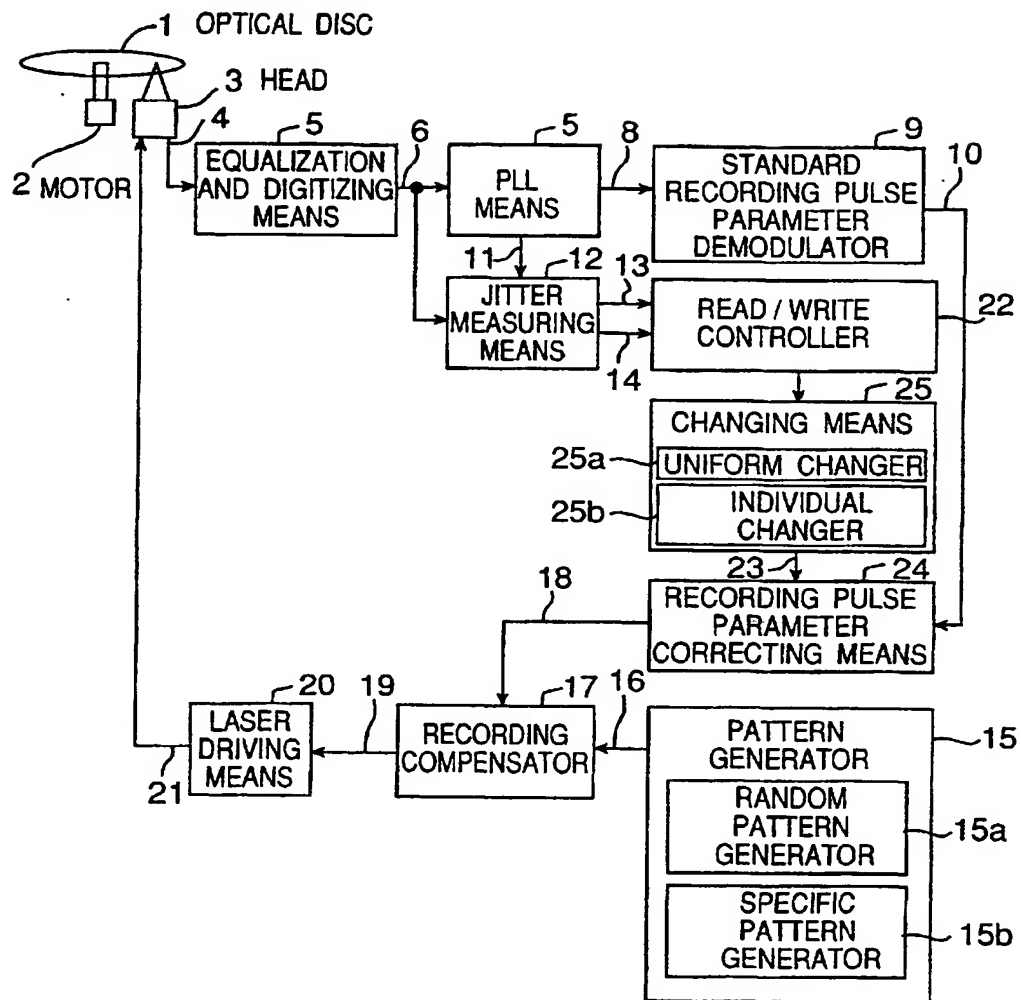 1 OPTICAL DISC
3 HEAD
4
2 MOTOR
5
EQUALIZATION
AND DIGITIZING
MEANS
6
5
PLL
MEANS
8
9
STANDARD
RECORDING PULSE
PARAMETER
DEMODULATOR
10
11
12
JITTER
MEASURING
MEANS
13
14
READ / WRITE
CONTROLLER
22
25
CHANGING MEANS
25a
UNIFORM CHANGER
25b
INDIVIDUAL
CHANGER
23
24
RECORDING PULSE
PARAMETER
CORRECTING MEANS
18
20
LASER
DRIVING
MEANS
21
19
17
RECORDING
COMPENSATOR
16
PATTERN
GENERATOR
15
RANDOM
PATTERN
GENERATOR
15a
SPECIFIC
PATTERN
GENERATOR
15b